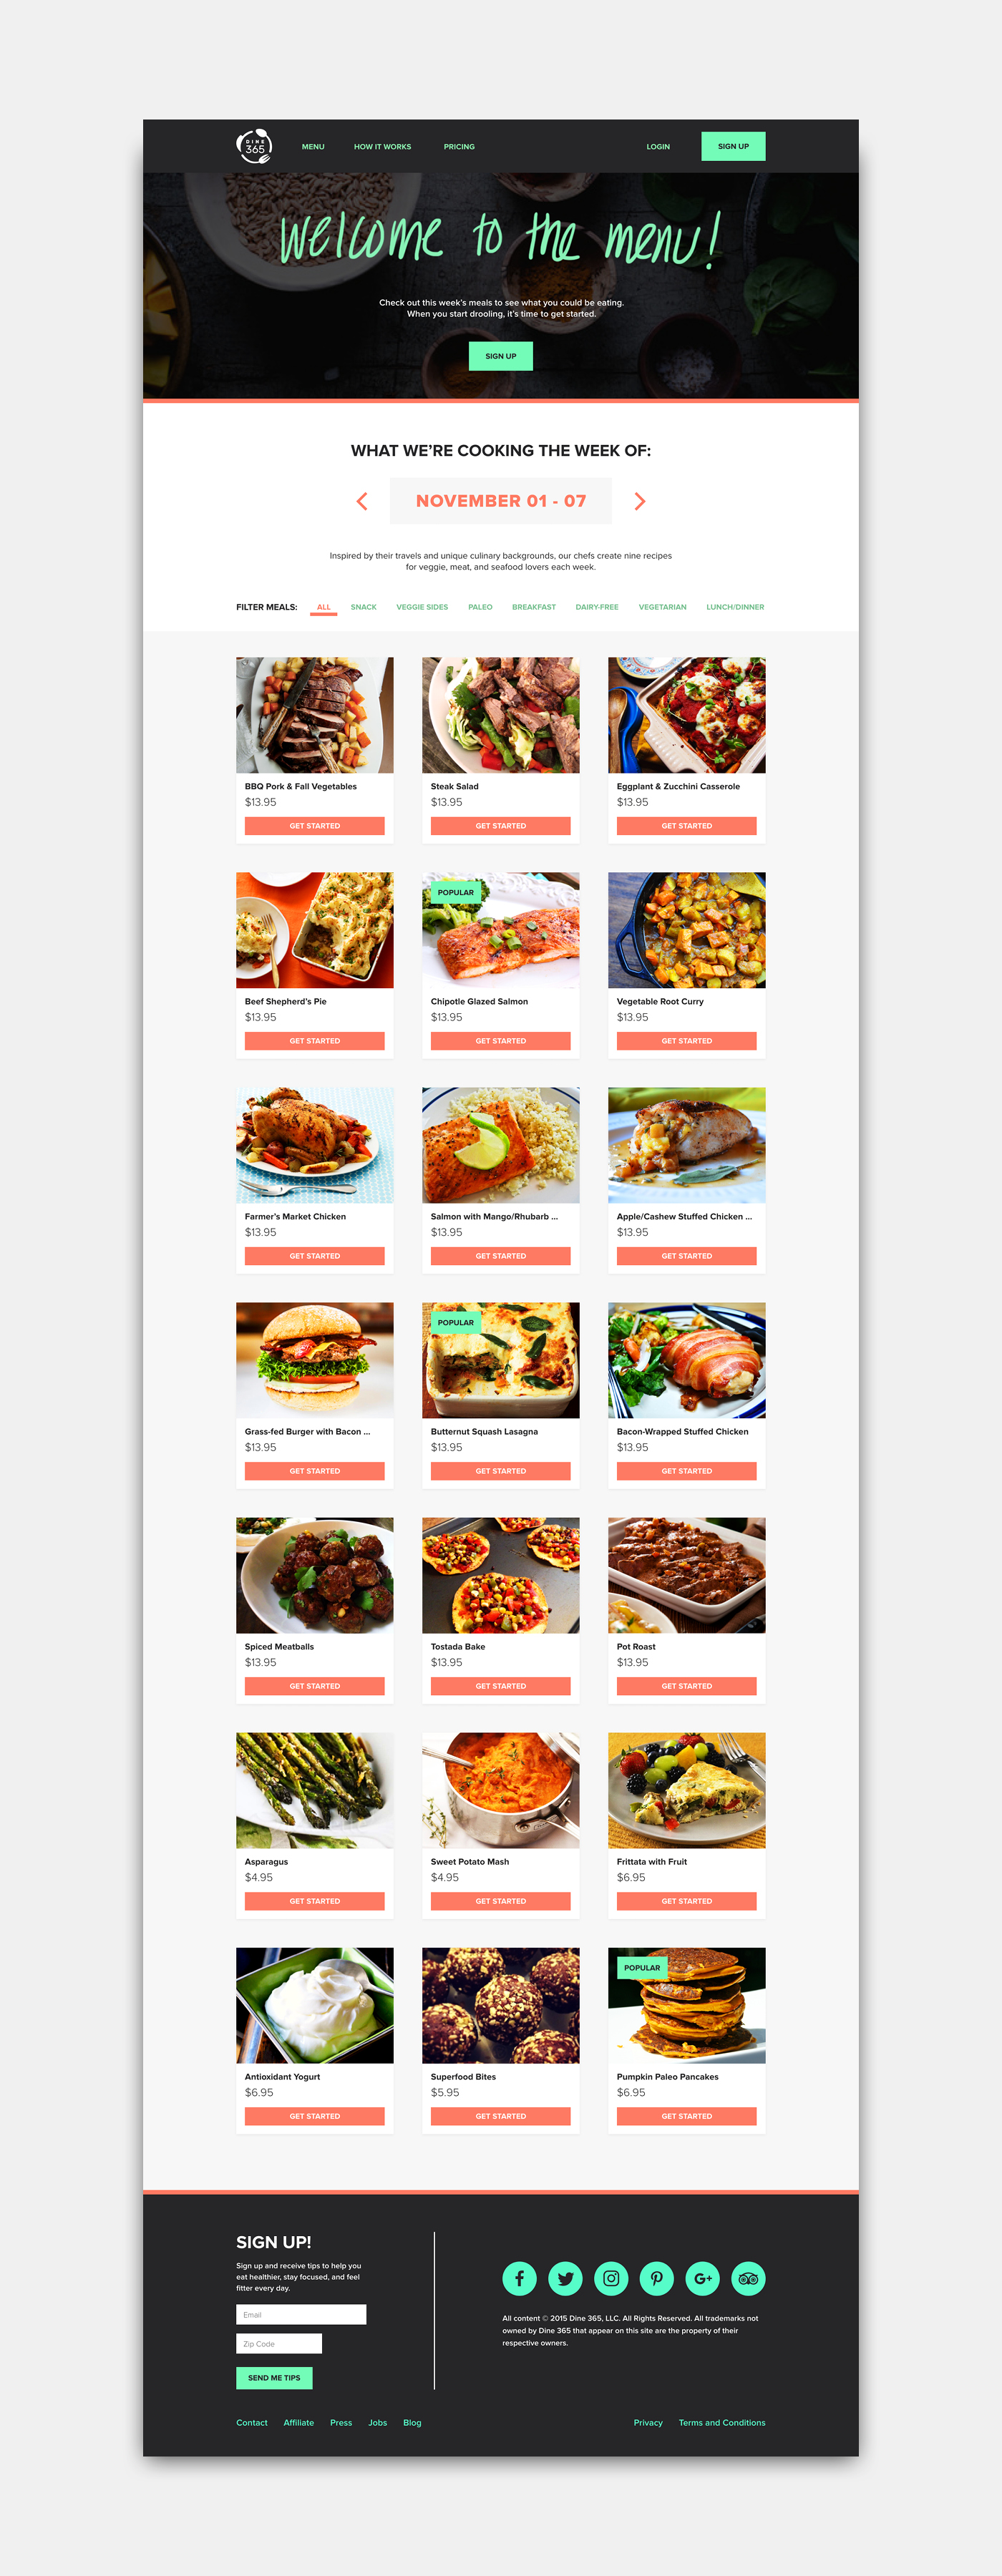 DINE
365
MENU
HOW IT WORKS
PRICING
LOGIN
SIGN UP
Welcome to the menu!
Check out this week's meals to see what you could be eating.
When you start drooling, it's time to get started.
SIGN UP
WHAT WE'RE COOKING THE WEEK OF:
NOVEMBER 01 - 07
Inspired by their travels and unique culinary backgrounds, our chefs create nine recipes
for veggie, meat, and seafood lovers each week.
FILTER MEALS:
ALL
SNACK
VEGGIE SIDES
PALEO
BREAKFAST
DAIRY-FREE
VEGETARIAN
LUNCH/DINNER
BBQ Pork & Fall Vegetables
$13.95
GET STARTED
Steak Salad
$13.95
GET STARTED
Eggplant & Zucchini Casserole
$13.95
GET STARTED
Beef Shepherd's Pie
$13.95
GET STARTED
POPULAR
Chipotle Glazed Salmon
$13.95
GET STARTED
Vegetable Root Curry
$13.95
GET STARTED
Farmer's Market Chicken
$13.95
GET STARTED
Salmon with Mango/Rhubarb ...
$13.95
GET STARTED
Apple/Cashew Stuffed Chicken ...
$13.95
GET STARTED
Grass-fed Burger with Bacon ...
$13.95
GET STARTED
POPULAR
Butternut Squash Lasagna
$13.95
GET STARTED
Bacon-Wrapped Stuffed Chicken
$13.95
GET STARTED
Spiced Meatballs
$13.95
GET STARTED
Tostada Bake
$13.95
GET STARTED
Pot Roast
$13.95
GET STARTED
Asparagus
$4.95
GET STARTED
Sweet Potato Mash
$4.95
GET STARTED
Frittata with Fruit
$6.95
GET STARTED
Antioxidant Yogurt
$6.95
GET STARTED
Superfood Bites
$5.95
GET STARTED
POPULAR
Pumpkin Paleo Pancakes
$6.95
GET STARTED
SIGN UP!
Sign up and receive tips to help you
eat healthier, stay focused, and feel
fitter every day.
Email
Zip Code
SEND ME TIPS
All content © 2015 Dine 365, LLC. All Rights Reserved. All trademarks not
owned by Dine 365 that appear on this site are the property of their
respective owners.
Contact
Affiliate
Press
Jobs
Blog
Privacy
Terms and Conditions